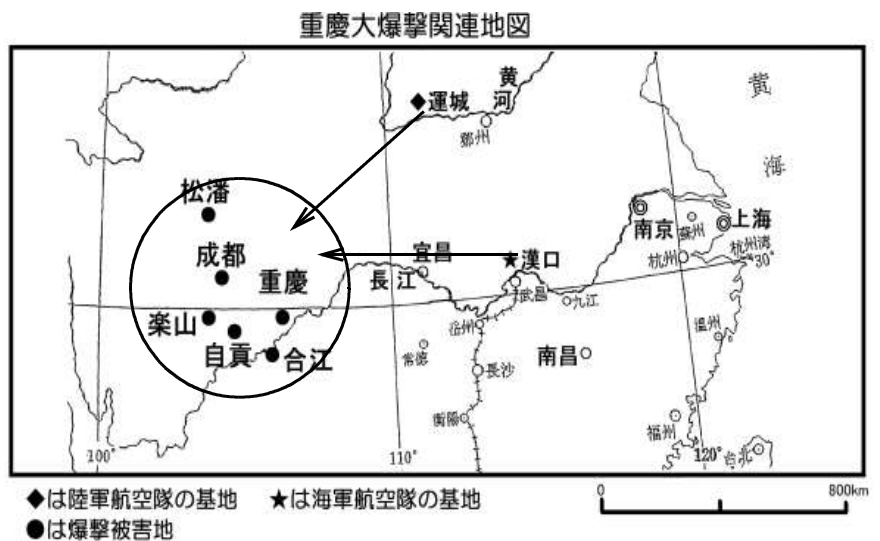 重慶大爆撃関連地図
黄河
黄海
◆運城
鄭州
松潘
成都
重慶
楽山
自貢
合江
宜昌
長江
★漢口
武昌
九江
岳州
常徳
長沙
衡陽
南昌
南京
蘇州
上海
杭州
杭州湾
30°
温州
福州
台北
100°
110°
120°
◆は陸軍航空隊の基地 ★は海軍航空隊の基地
●は爆撃被害地
0 800km